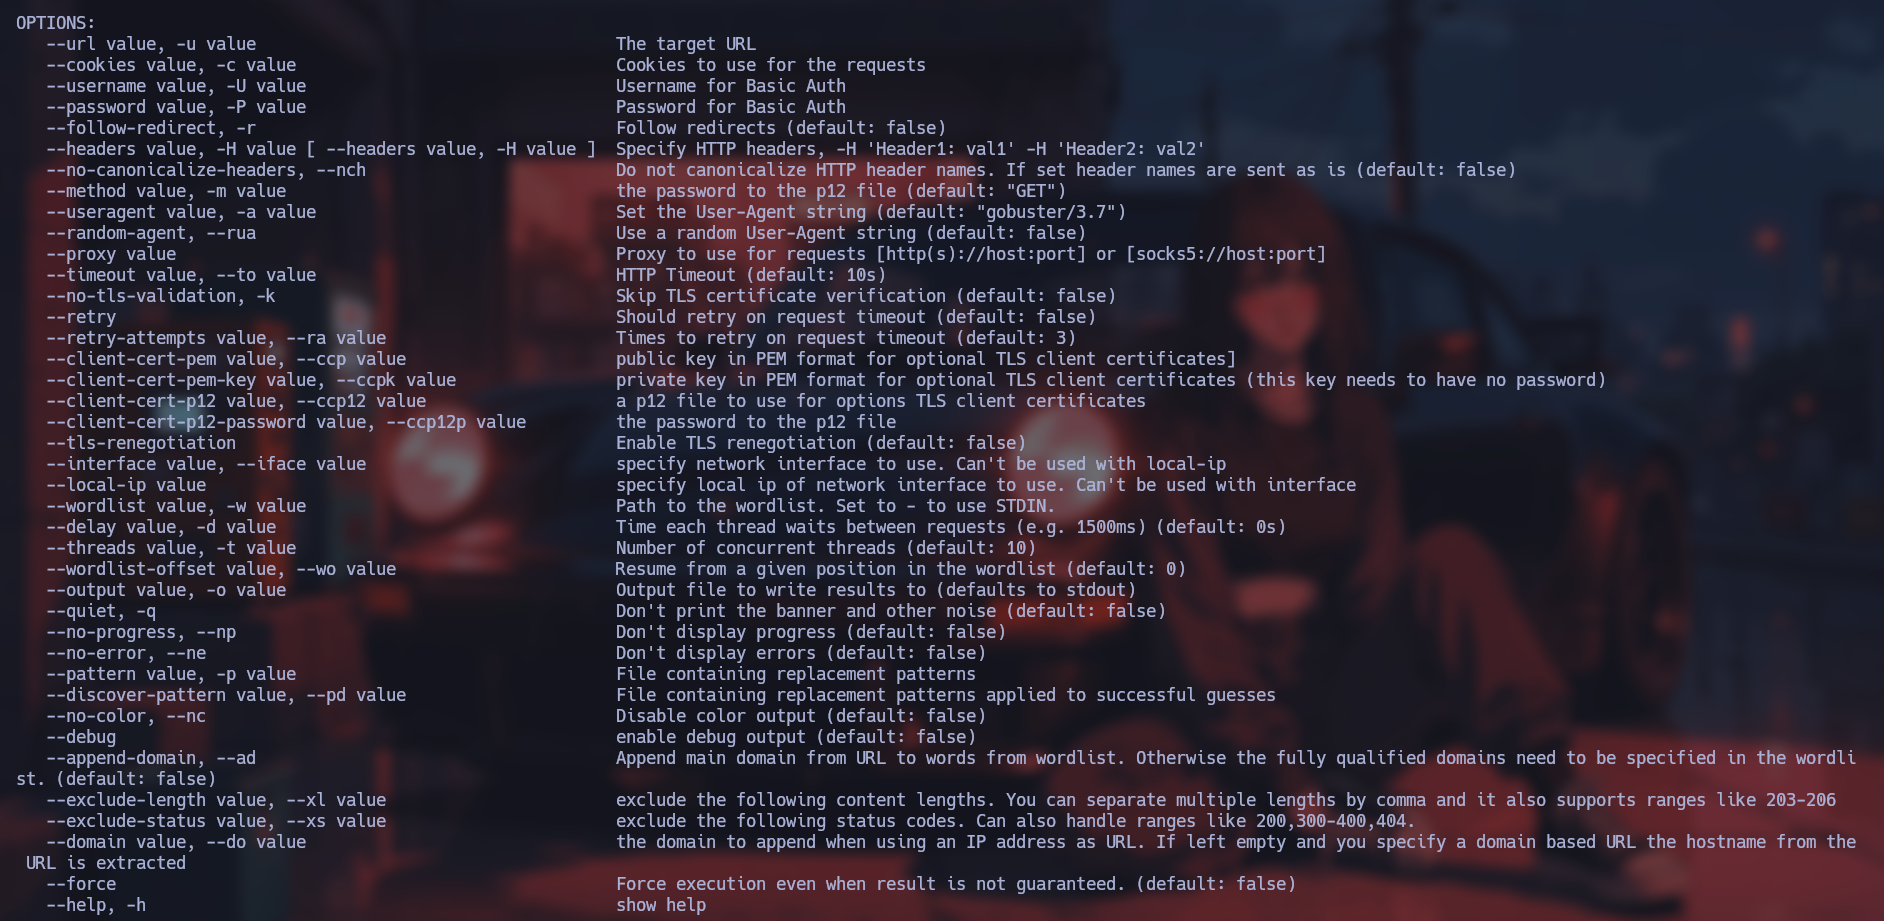 OPTIONS:
   --url value, -u value                                    The target URL
   --cookies value, -c value                                Cookies to use for the requests
   --username value, -U value                               Username for Basic Auth
   --password value, -P value                               Password for Basic Auth
   --follow-redirect, -r                                    Follow redirects (default: false)
   --headers value, -H value [ --headers value, -H value ]  Specify HTTP headers, -H 'Header1: val1' -H 'Header2: val2'
   --no-canonicalize-headers, --nch                         Do not canonicalize HTTP header names. If set header names are sent as is (default: false)
   --method value, -m value                                 the password to the p12 file (default: "GET")
   --useragent value, -a value                              Set the User-Agent string (default: "gobuster/3.7")
   --random-agent, --rua                                    Use a random User-Agent string (default: false)
   --proxy value                                            Proxy to use for requests [http(s)://host:port] or [socks5://host:port]
   --timeout value, --to value                              HTTP Timeout (default: 10s)
   --no-tls-validation, -k                                  Skip TLS certificate verification (default: false)
   --retry                                                  Should retry on request timeout (default: false)
   --retry-attempts value, --ra value                       Times to retry on request timeout (default: 3)
   --client-cert-pem value, --ccp value                     public key in PEM format for optional TLS client certificates]
   --client-cert-pem-key value, --ccpk value                private key in PEM format for optional TLS client certificates (this key needs to have no password)
   --client-cert-p12 value, --ccp12 value                   a p12 file to use for options TLS client certificates
   --client-cert-p12-password value, --ccp12p value         the password to the p12 file
   --tls-renegotiation                                      Enable TLS renegotiation (default: false)
   --interface value, --iface value                         specify network interface to use. Can't be used with local-ip
   --local-ip value                                         specify local ip of network interface to use. Can't be used with interface
   --wordlist value, -w value                               Path to the wordlist. Set to - to use STDIN.
   --delay value, -d value                                  Time each thread waits between requests (e.g. 1500ms) (default: 0s)
   --threads value, -t value                                Number of concurrent threads (default: 10)
   --wordlist-offset value, --wo value                      Resume from a given position in the wordlist (default: 0)
   --output value, -o value                                 Output file to write results to (defaults to stdout)
   --quiet, -q                                              Don't print the banner and other noise (default: false)
   --no-progress, --np                                      Don't display progress (default: false)
   --no-error, --ne                                         Don't display errors (default: false)
   --pattern value, -p value                                File containing replacement patterns
   --discover-pattern value, --pd value                     File containing replacement patterns applied to successful guesses
   --no-color, --nc                                         Disable color output (default: false)
   --debug                                                  enable debug output (default: false)
   --append-domain, --ad                                    Append main domain from URL to words from wordlist. Otherwise the fully qualified domains need to be specified in the wordli
st. (default: false)
   --exclude-length value, --xl value                       exclude the following content lengths. You can separate multiple lengths by comma and it also supports ranges like 203-206
   --exclude-status value, --xs value                       exclude the following status codes. Can also handle ranges like 200,300-400,404.
   --domain value, --do value                               the domain to append when using an IP address as URL. If left empty and you specify a domain based URL the hostname from the
 URL is extracted
   --force                                                  Force execution even when result is not guaranteed. (default: false)
   --help, -h                                               show help